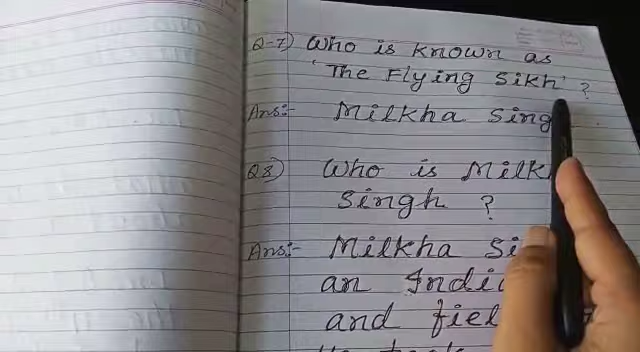 Q-7) Who is known as
'The Flying Sikh' ?
Ans:- Milkha Sing
Q8) Who is Milk
Singh ?
Ans:- Milkha Si
an India
and fiel